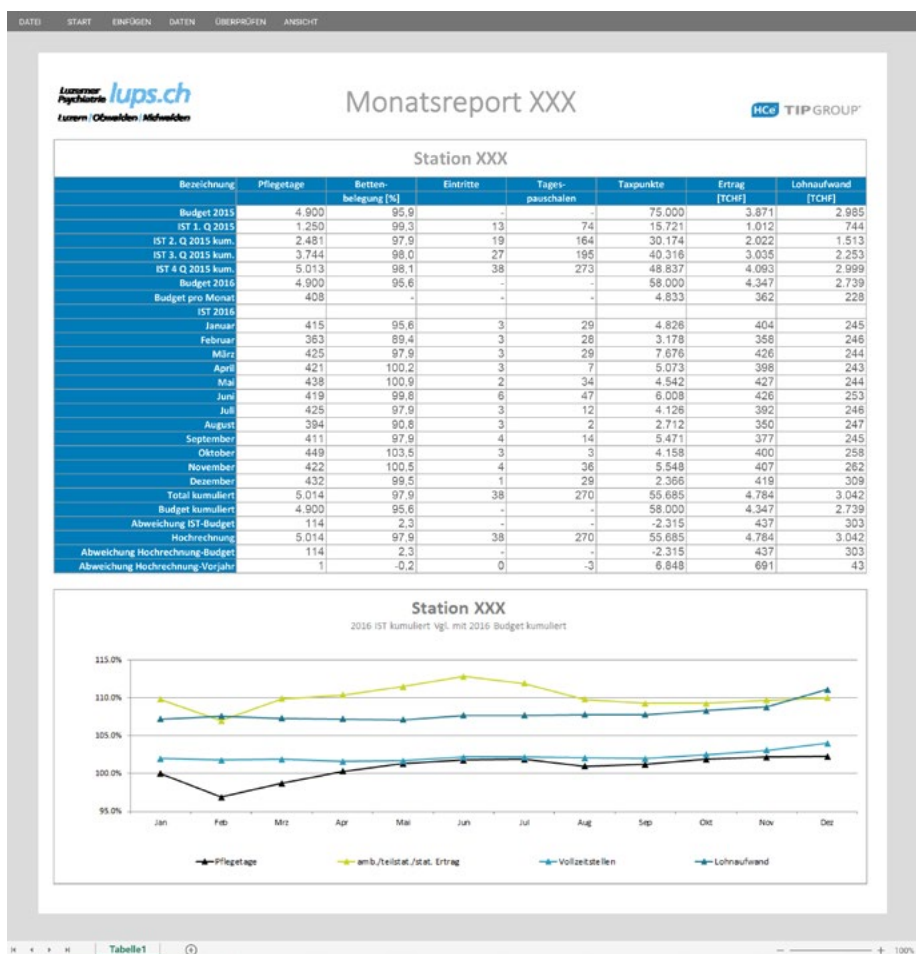 DATEI START EINFÜGEN DATEN ÜBERPRÜFEN ANSICHT
Luzerner
Psychiatrie lups.ch
Luzern | Obwalden | Nidwalden
Monatsreport XXX
HCe TIP GROUP
Station XXX
Bezeichnung Pflegetage Betten- Eintritte Tages- Taxpunkte Ertrag Lohnaufwand
belegung [%] pauschalen [TCHF] [TCHF]
Budget 2015 4.900 95,9 - - 75.000 3.871 2.985
IST 1. Q 2015 1.250 99,3 13 74 15.721 1.012 744
IST 2. Q 2015 kum. 2.481 97,9 19 164 30.174 2.022 1.513
IST 3. Q 2015 kum. 3.744 98,0 27 195 40.316 3.035 2.253
IST 4 Q 2015 kum. 5.013 98,1 38 273 48.837 4.093 2.999
Budget 2016 4.900 95,6 - - 58.000 4.347 2.739
Budget pro Monat 408 - - - 4.833 362 228
IST 2016
Januar 415 95,6 3 29 4.826 404 245
Februar 363 89,4 3 28 3.178 358 246
März 425 97,9 3 29 7.676 426 244
April 421 100,2 3 7 5.073 398 243
Mai 438 100,9 2 34 4.542 427 244
Juni 419 99,8 6 47 6.008 426 253
Juli 425 97,9 3 12 4.126 392 246
August 394 90,8 3 2 2.712 350 247
September 411 97,9 4 14 5.471 377 245
Oktober 449 103,5 3 3 4.158 400 258
November 422 100,5 4 36 5.548 407 262
Dezember 432 99,5 1 29 2.366 419 309
Total kumuliert 5.014 97,9 38 270 55.685 4.784 3.042
Budget kumuliert 4.900 95,6 - - 58.000 4.347 2.739
Abweichung IST-Budget 114 2,3 - - -2.315 437 303
Hochrechnung 5.014 97,9 38 270 55.685 4.784 3.042
Abweichung Hochrechnung-Budget 114 2,3 - - -2.315 437 303
Abweichung Hochrechnung-Vorjahr 1 -0,2 0 -3 6.848 691 43
Station XXX
2016 IST kumuliert Vgl. mit 2016 Budget kumuliert
115.0%
110.0%
105.0%
100.0%
95.0%
Jan Feb Mrz Apr Mai Jun Jul Aug Sep Okt Nov Dez
Pflegetage amb./teilstat./stat. Ertrag Vollzeitstellen Lohnaufwand
Tabelle1 100%